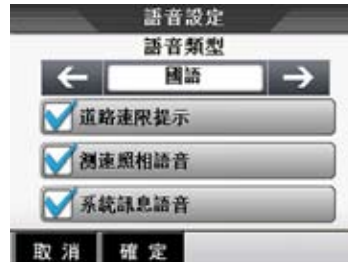 語音設定
語音類型
國語
道路速限提示
測速照相語音
系統訊息語音
取消 確定